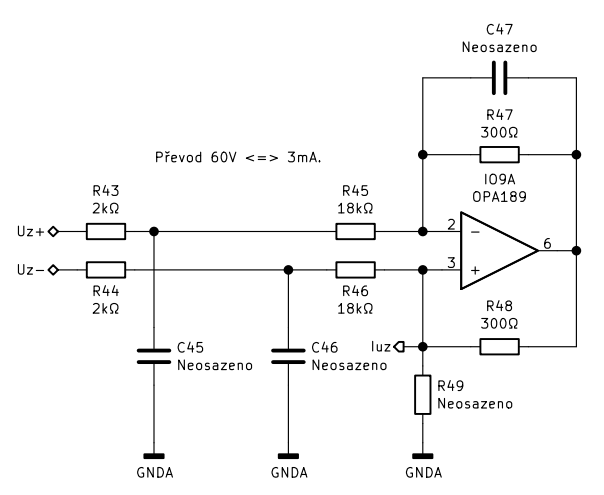 C47
Neosazeno
R47
300Ω
Převod 60V <=> 3mA.
IO9A
OPA189
R43
2kΩ
R45
18kΩ
Uz+
2
−
6
Uz-
3
+
R44
2kΩ
R46
18kΩ
R48
300Ω
C45
Neosazeno
C46
Neosazeno
Iuz
R49
Neosazeno
GNDA
GNDA
GNDA